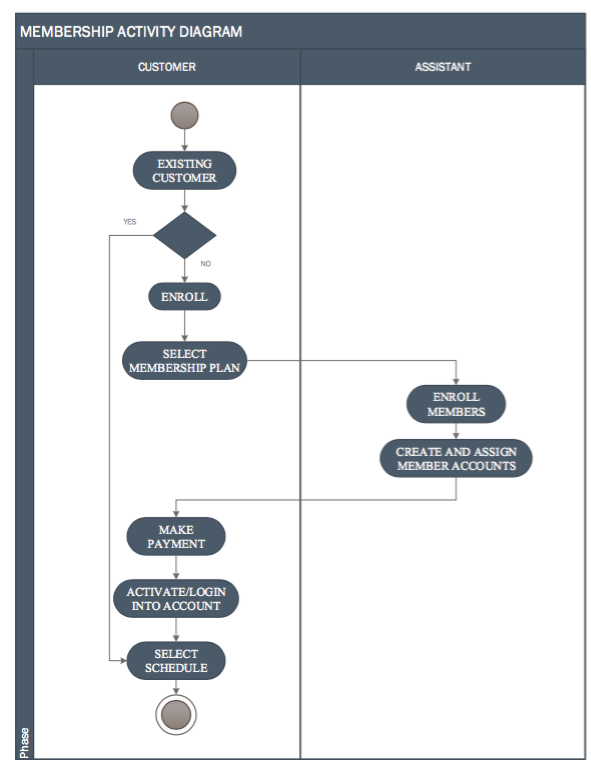 MEMBERSHIP ACTIVITY DIAGRAM
CUSTOMER
ASSISTANT
EXISTING
CUSTOMER
YES
NO
ENROLL
SELECT
MEMBERSHIP PLAN
ENROLL
MEMBERS
CREATE AND ASSIGN
MEMBER ACCOUNTS
MAKE
PAYMENT
ACTIVATE/LOGIN
INTO ACCOUNT
SELECT
SCHEDULE
Phase